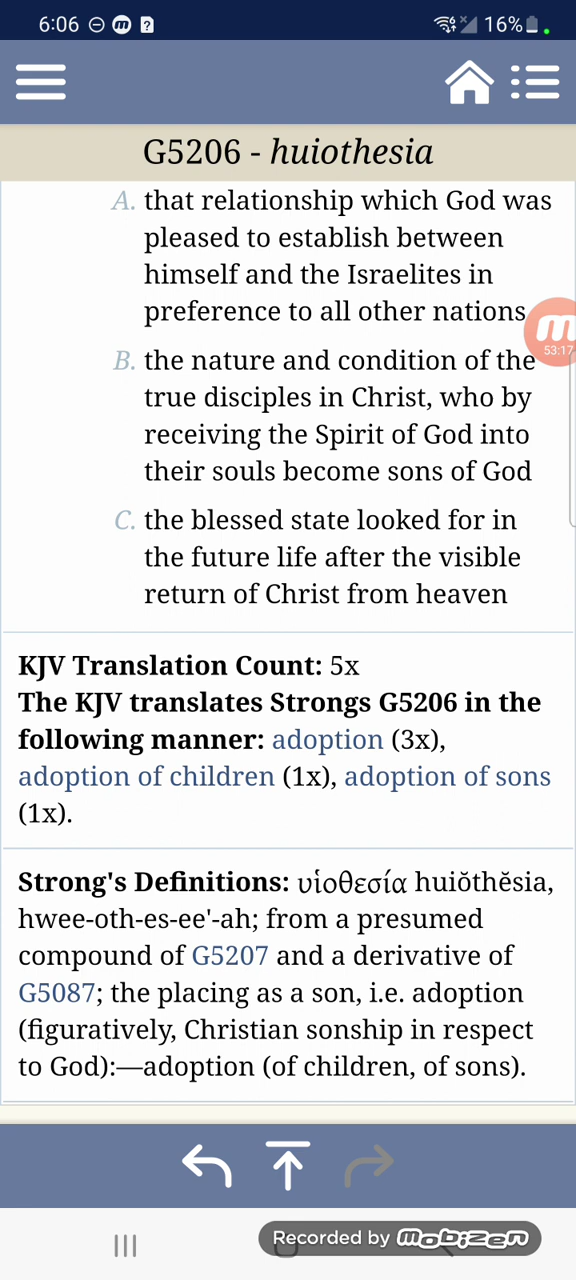 6:06 m ? 6 16%
G5206 - huiothesia
A. that relationship which God was
pleased to establish between
himself and the Israelites in
preference to all other nations
m
53:17
B. the nature and condition of the
true disciples in Christ, who by
receiving the Spirit of God into
their souls become sons of God
C. the blessed state looked for in
the future life after the visible
return of Christ from heaven
KJV Translation Count: 5x
The KJV translates Strongs G5206 in the
following manner: adoption (3x),
adoption of children (1x), adoption of sons
(1x).
Strong's Definitions: υἱοθεσία huiŏthĕsia,
hwee-oth-es-ee'-ah; from a presumed
compound of G5207 and a derivative of
G5087; the placing as a son, i.e. adoption
(figuratively, Christian sonship in respect
to God):—adoption (of children, of sons).
Recorded by mobizen